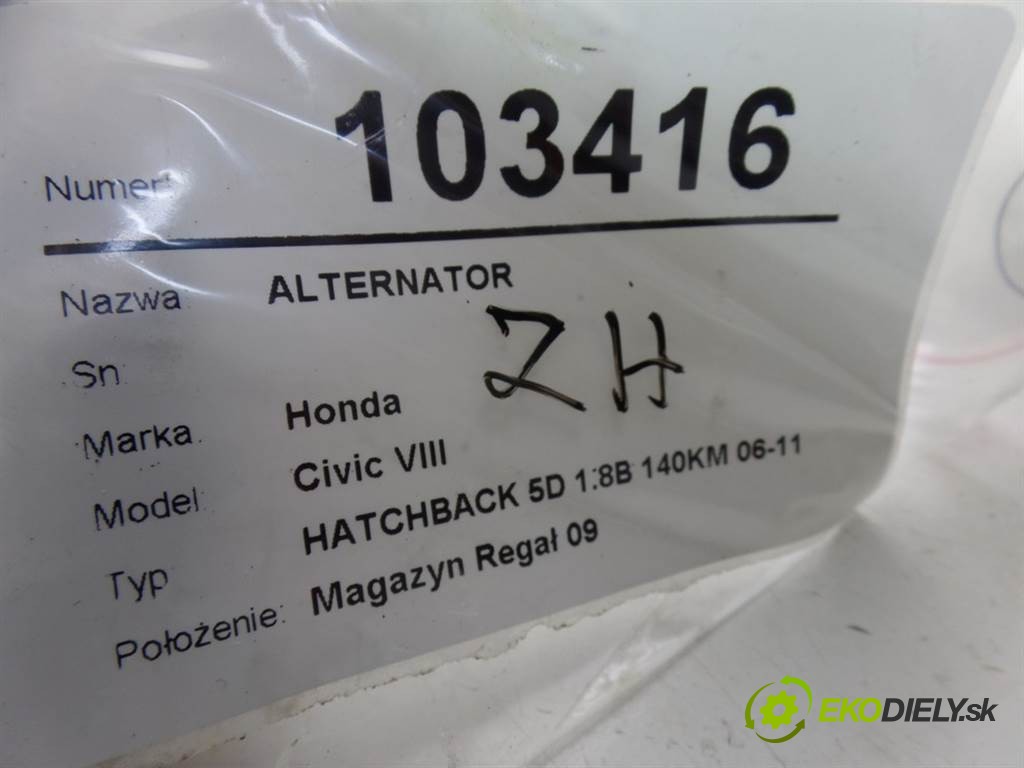 Numer: 103416
Nazwa ALTERNATOR
Sn
ZH
Marka Honda
Model: Civic VIII
Typ HATCHBACK 5D 1.8B 140KM 06-11
Położenie: Magazyn Regał 09
EKODIELY.sk